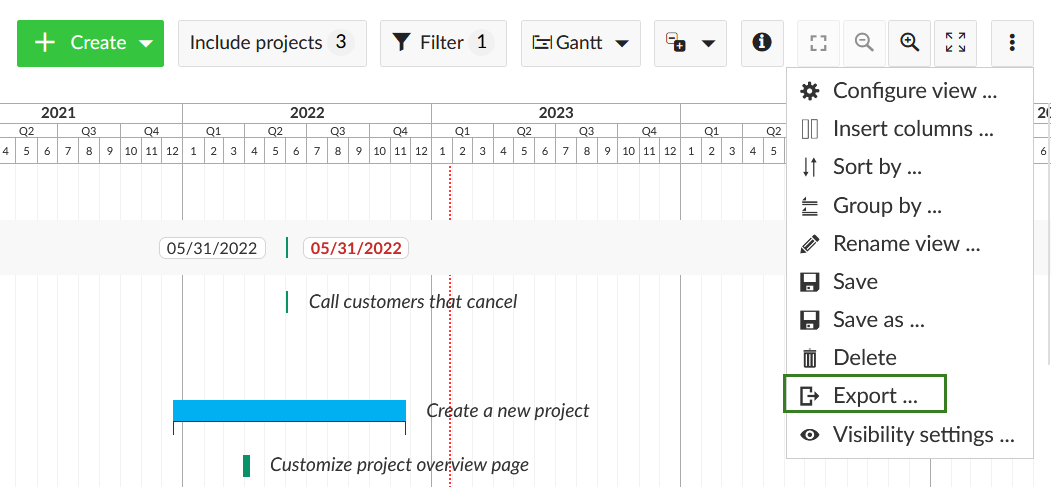 Create
Include projects 3
Filter 1
Gantt
2021 2022 2023
Q2 Q3 Q4 Q1 Q2 Q3 Q4 Q1 Q2 Q3 Q4 Q1 Q2
4 5 6 7 8 9 10 11 12 1 2 3 4 5 6 7 8 9 10 11 12 1 2 3 4 5 6 7 8 9 10 11 12 1 2 3 4 5 6
05/31/2022 05/31/2022
Call customers that cancel
Create a new project
Customize project overview page
Configure view ...
Insert columns ...
Sort by ...
Group by ...
Rename view ...
Save
Save as ...
Delete
Export ...
Visibility settings ...